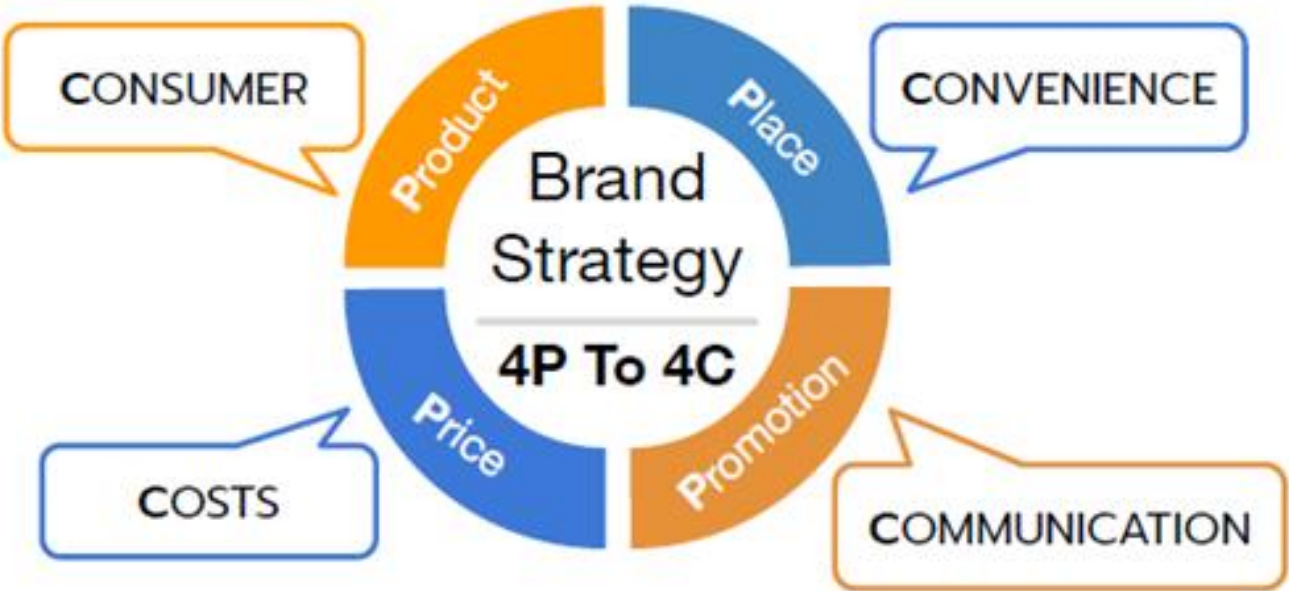 CONSUMER
Product
Place
CONVENIENCE
Brand
Strategy
4P To 4C
Price
Promotion
COSTS
COMMUNICATION